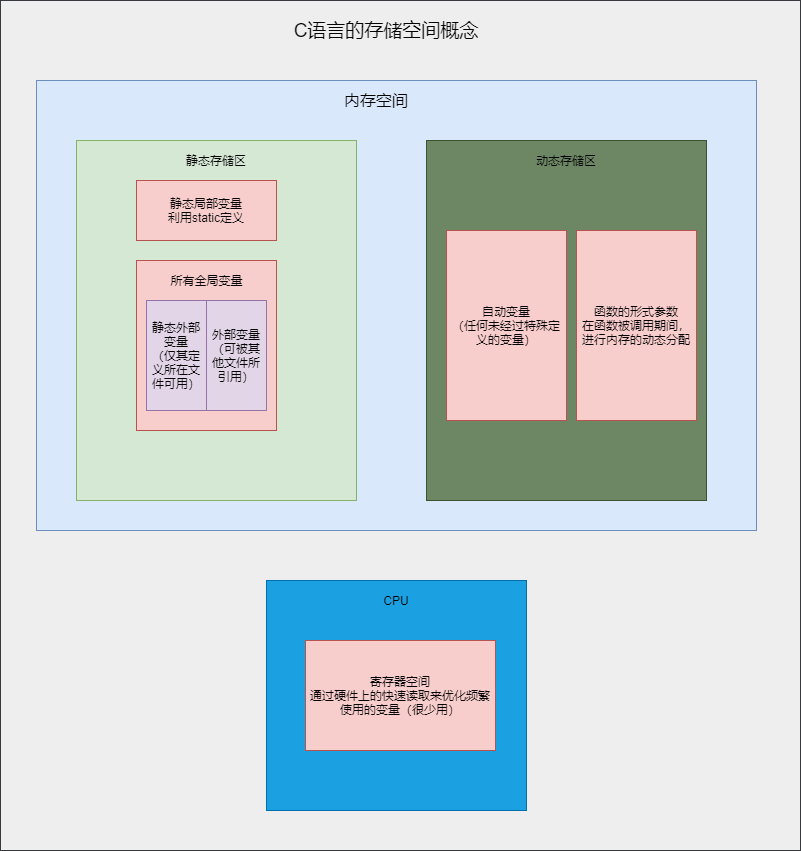 C语言的存储空间概念
内存空间
静态存储区
静态局部变量
利用static定义
所有全局变量
静态外部
变量
（仅其定
义所在文
件可用）
外部变量
（可被其
他文件所
引用）
动态存储区
自动变量
（任何未经过特殊定
义的变量）
函数的形式参数
在函数被调用期间，
进行内存的动态分配
CPU
寄存器空间
通过硬件上的快速读取来优化频繁
使用的变量（很少用）